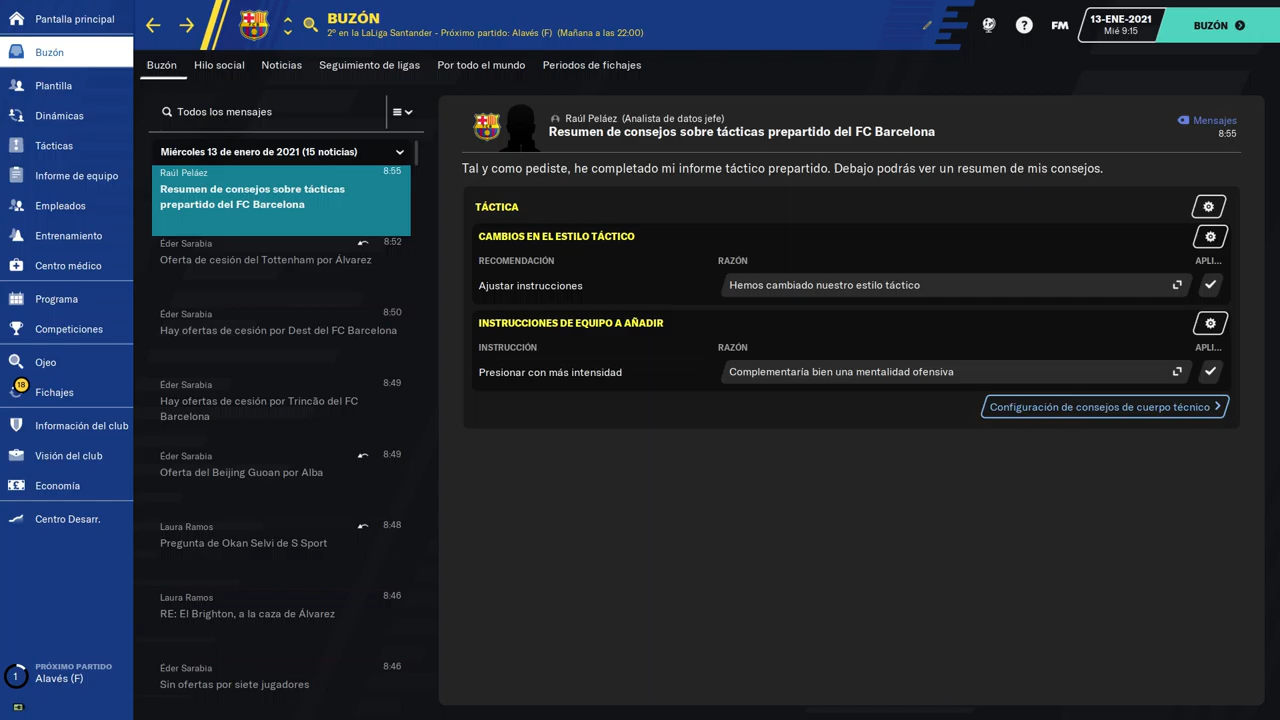 Pantalla principal
Buzón
Plantilla
Dinámicas
Tácticas
Informe de equipo
Empleados
Entrenamiento
Centro médico
Programa
Competiciones
Ojeo
18
Fichajes
Información del club
Visión del club
Economía
Centro Desarr.
PRÓXIMO PARTIDO
1
Alavés (F)
BUZÓN
2º en la LaLiga Santander - Próximo partido: Alavés (F) (Mañana a las 22:00)
FM
13-ENE-2021
Mié 9:15
BUZÓN
Buzón
Hilo social
Noticias
Seguimiento de ligas
Por todo el mundo
Periodos de fichajes
Todos los mensajes
Miércoles 13 de enero de 2021 (15 noticias)
Raúl Peláez 8:55
Resumen de consejos sobre tácticas
prepartido del FC Barcelona
Éder Sarabia 8:52
Oferta de cesión del Tottenham por Álvarez
Éder Sarabia 8:50
Hay ofertas de cesión por Dest del FC Barcelona
Éder Sarabia 8:49
Hay ofertas de cesión por Trincão del FC
Barcelona
Éder Sarabia 8:49
Oferta del Beijing Guoan por Alba
Laura Ramos 8:48
Pregunta de Okan Selvi de S Sport
Laura Ramos 8:46
RE: El Brighton, a la caza de Álvarez
Éder Sarabia 8:46
Sin ofertas por siete jugadores
Raúl Peláez (Analista de datos jefe)
Resumen de consejos sobre tácticas prepartido del FC Barcelona
Mensajes
8:55
Tal y como pediste, he completado mi informe táctico prepartido. Debajo podrás ver un resumen de mis consejos.
TÁCTICA
CAMBIOS EN EL ESTILO TÁCTICO
RECOMENDACIÓN RAZÓN APLI...
Ajustar instrucciones Hemos cambiado nuestro estilo táctico
INSTRUCCIONES DE EQUIPO A AÑADIR
INSTRUCCIÓN RAZÓN APLI...
Presionar con más intensidad Complementaría bien una mentalidad ofensiva
Configuración de consejos de cuerpo técnico